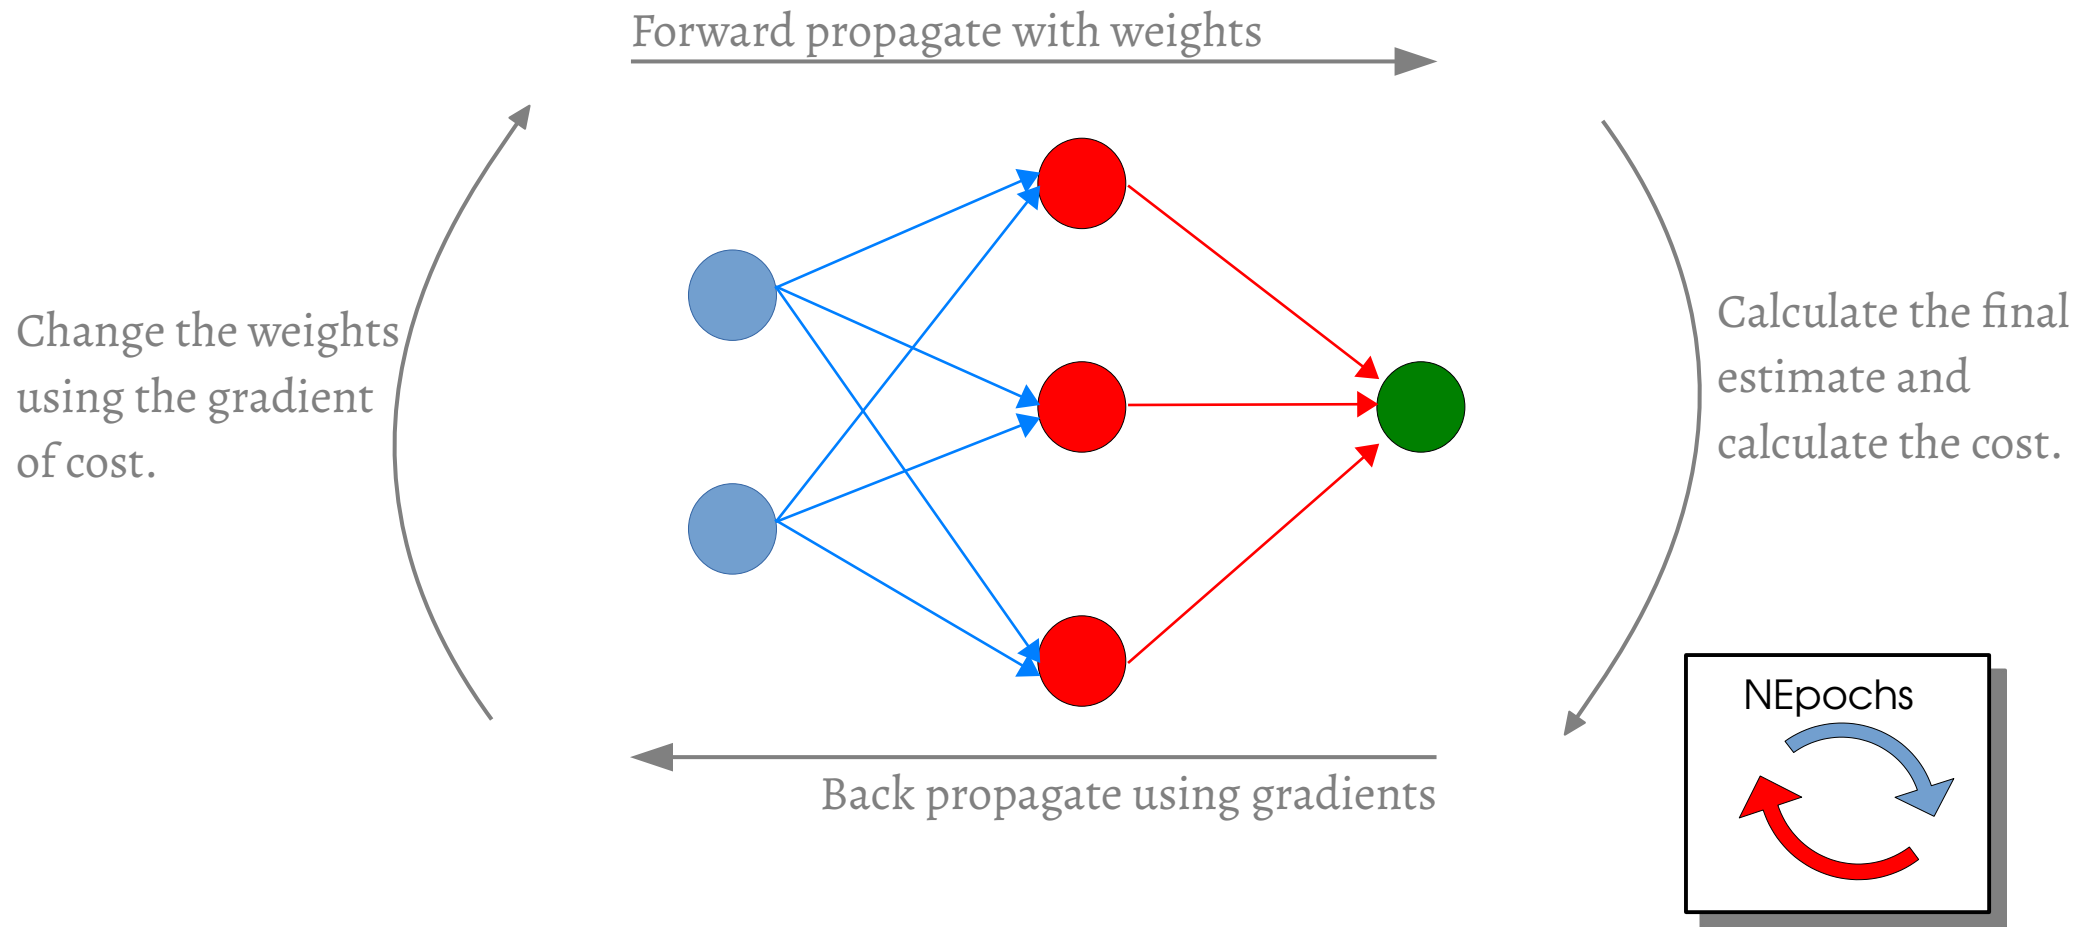 Forward propagate with weights
Change the weights
using the gradient
of cost.
Calculate the final
estimate and
calculate the cost.
NEpochs
Back propagate using gradients